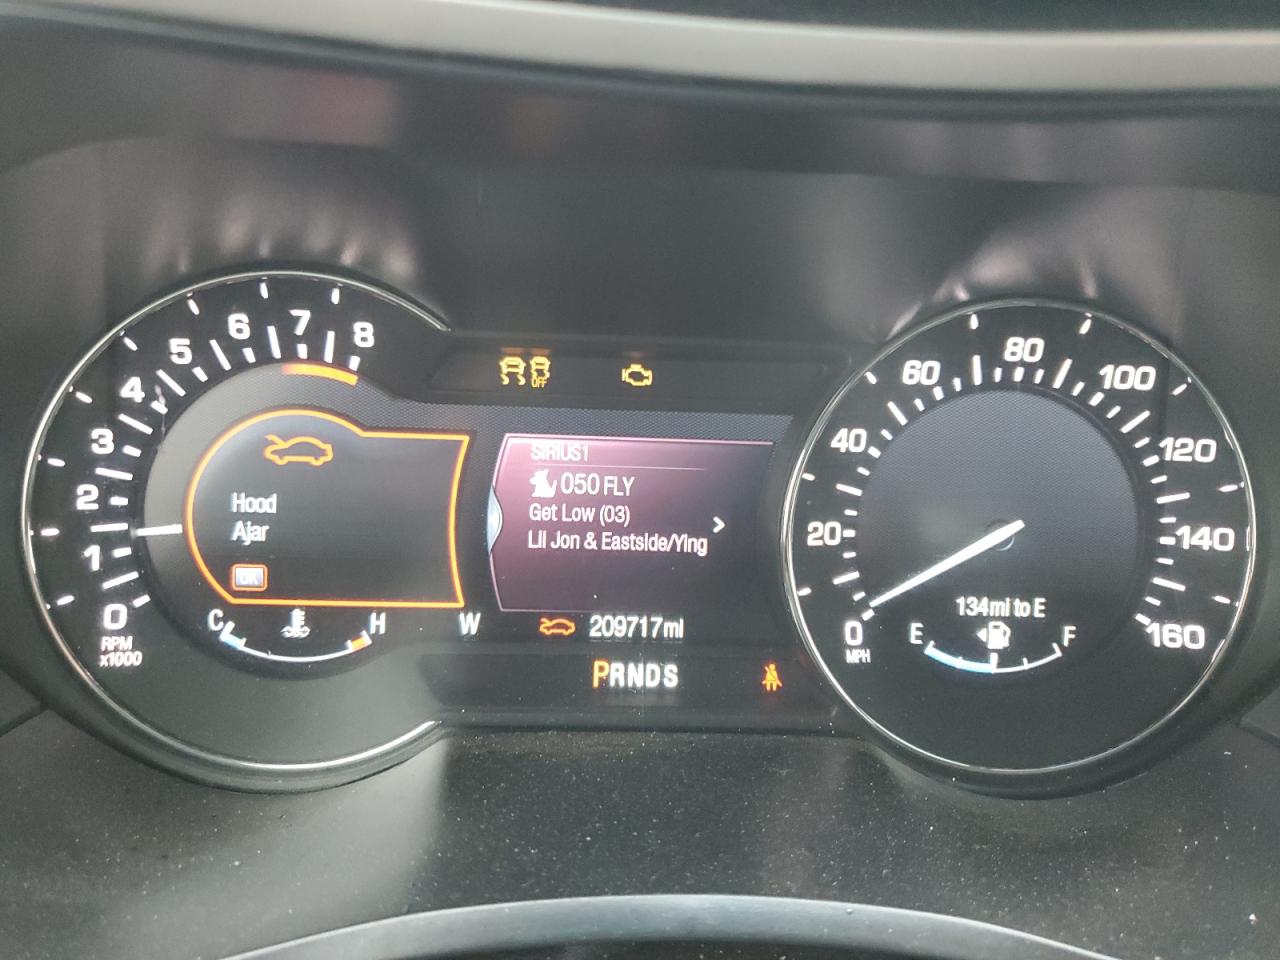 0
1
2
3
4
5
6
7
8
RPM
x1000
Hood
Ajar
OK
C
H
W
OFF
SIRIUS1
050 FLY
Get Low (03)
Lil Jon & Eastside/Ying
>
209717mi
PRNDS
0
20
40
60
80
100
120
140
160
MPH
134mi to E
E
F